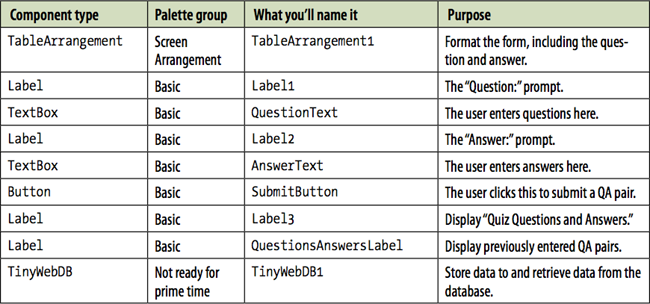 Component type Palette group What you'll name it Purpose
TableArrangement Screen Arrangement TableArrangement1 Format the form, including the ques-
tion and answer.
Label Basic Label1 The “Question:” prompt.
TextBox Basic QuestionText The user enters questions here.
Label Basic Label2 The “Answer:” prompt.
TextBox Basic AnswerText The user enters answers here.
Button Basic SubmitButton The user clicks this to submit a QA pair.
Label Basic Label3 Display “Quiz Questions and Answers.”
Label Basic QuestionsAnswersLabel Display previously entered QA pairs.
TinyWebDB Not ready for prime time TinyWebDB1 Store data to and retrieve data from the
database.